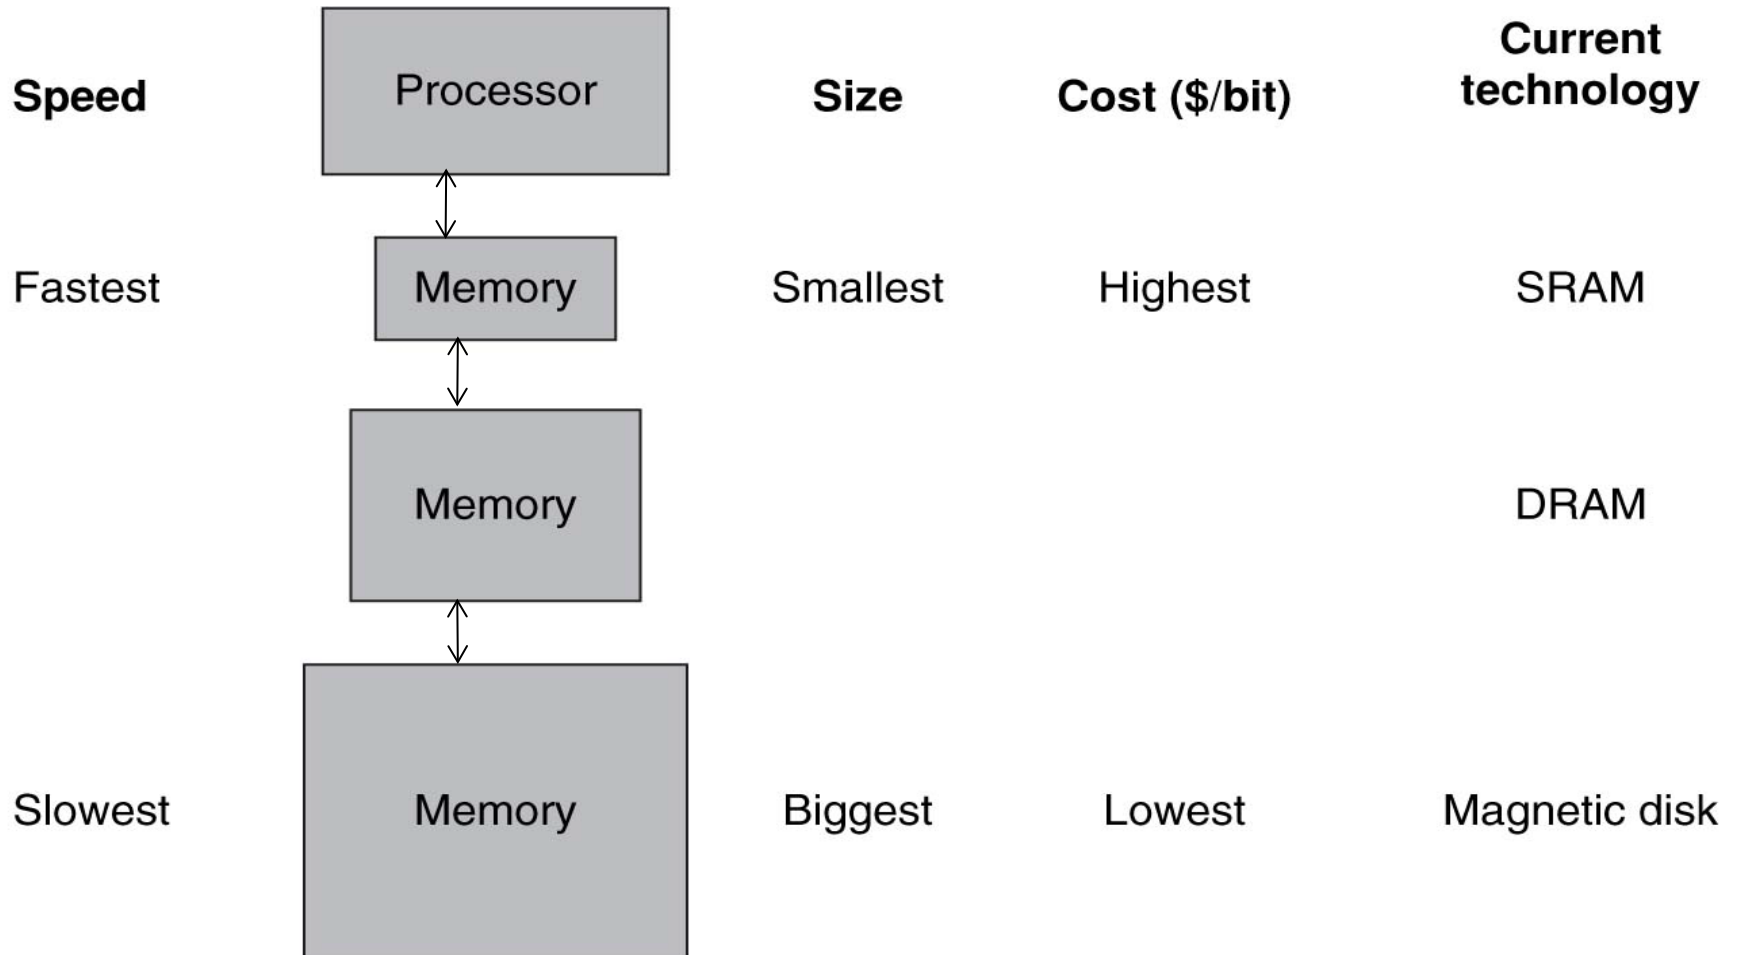 Speed
Processor
Size
Cost ($/bit)
Current
technology
Fastest
Memory
Smallest
Highest
SRAM
Memory
DRAM
Slowest
Memory
Biggest
Lowest
Magnetic disk